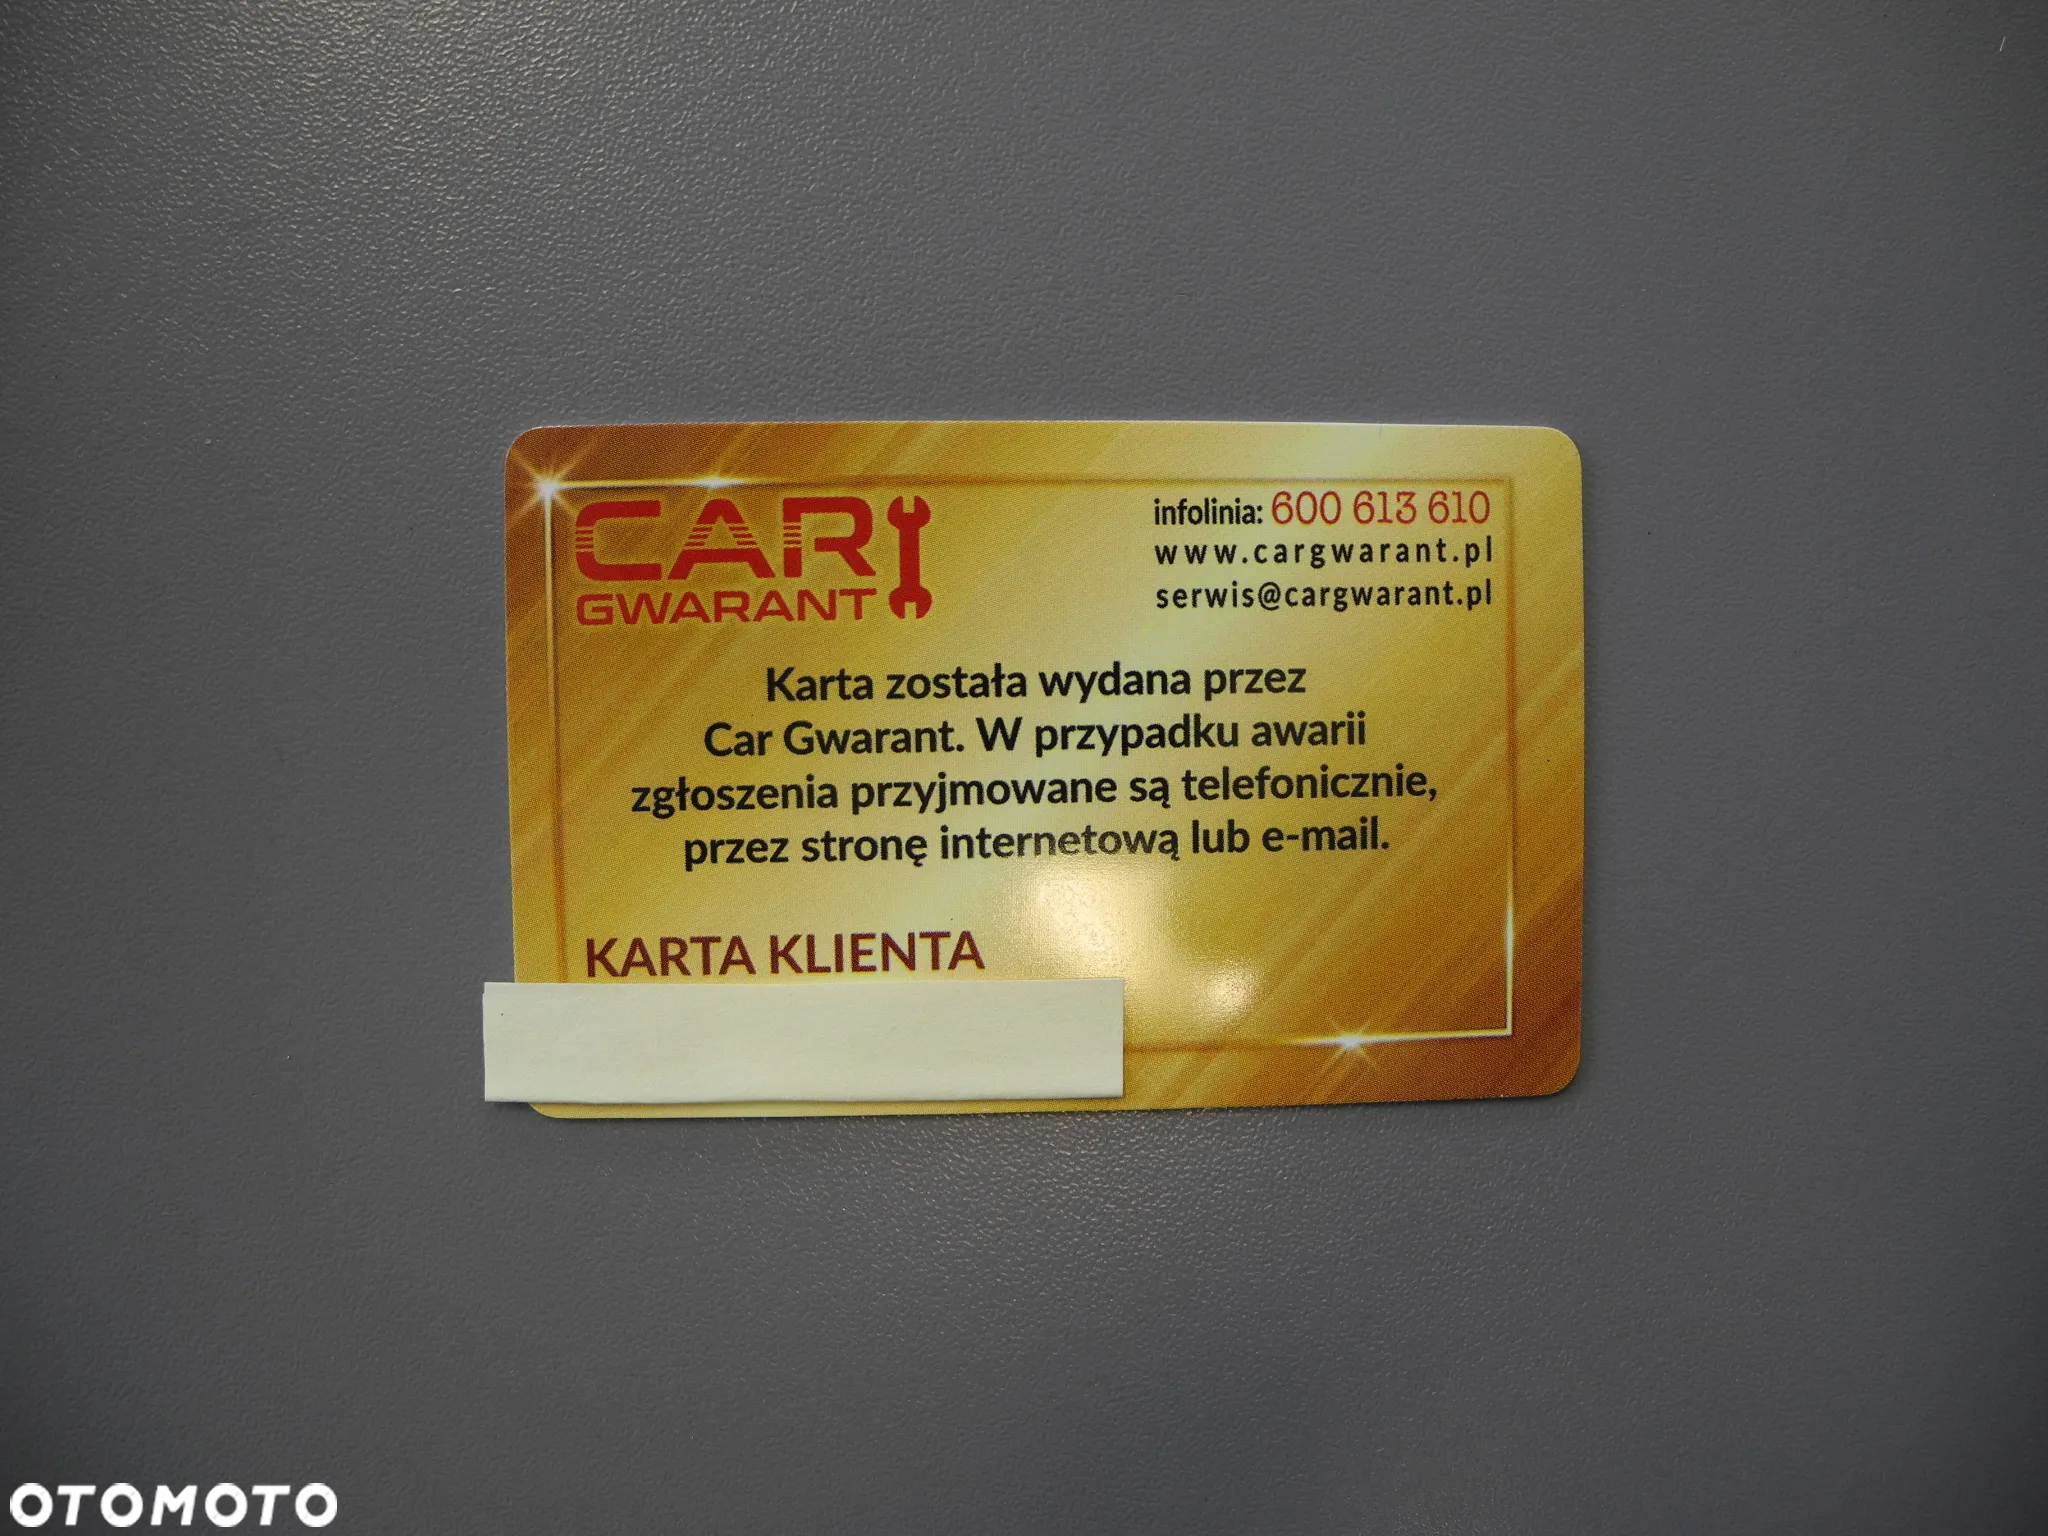 CAR
GWARANT
infolinia: 600 613 610
www.cargwarant.pl
serwis@cargwarant.pl
Karta została wydana przez
Car Gwarant. W przypadku awarii
zgłoszenia przyjmowane są telefonicznie,
przez stronę internetową lub e-mail.
KARTA KLIENTA
OTOMOTO